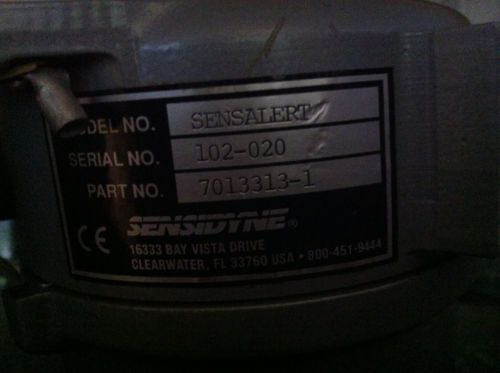 MODEL NO. SENSALERT
SERIAL NO. 102-020
PART NO. 7013313-1
SENSIDYNE®
CE
16333 BAY VISTA DRIVE
CLEARWATER, FL 33760 USA • 800-451-9444